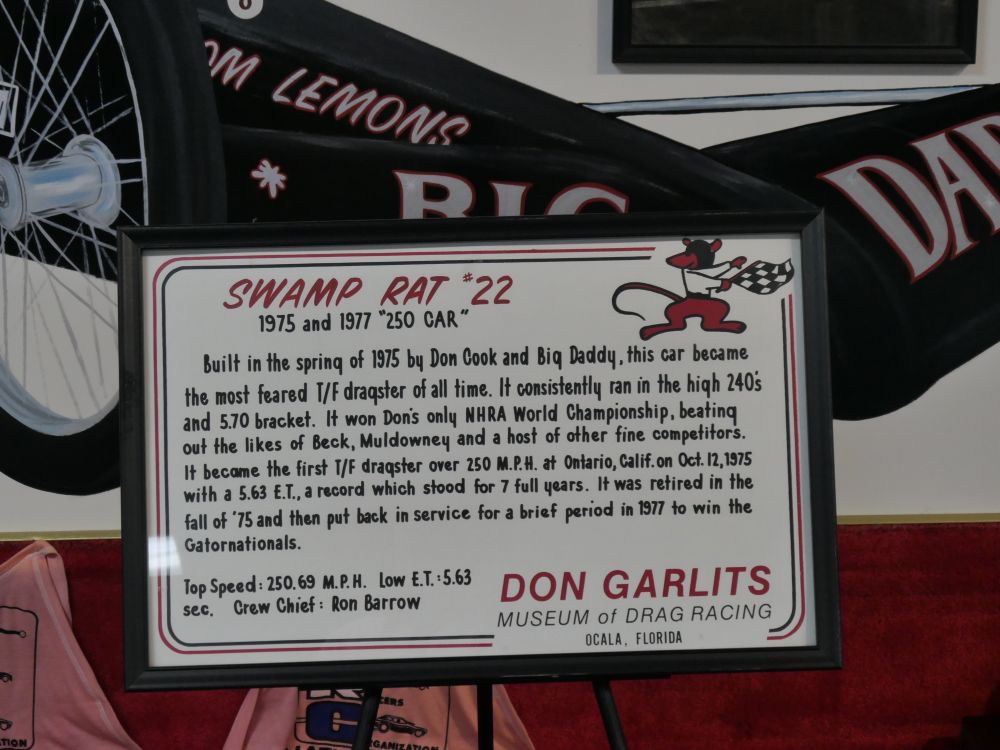 LEMONS
BIG
DA
SWAMP RAT #22
1975 and 1977 "250 CAR"
Built in the spring of 1975 by Don Cook and Big Daddy, this car became
the most feared T/F dragster of all time. It consistently ran in the high 240's
and 5.70 bracket. It won Don's only NHRA World Championship, beating
out the likes of Beck, Muldowney and a host of other fine competitors.
It became the first T/F dragster over 250 M.P.H. at Ontario, Calif. on Oct. 12, 1975
with a 5.63 E.T., a record which stood for 7 full years. It was retired in the
fall of '75 and then put back in service for a brief period in 1977 to win the
Gatornationals.
Top Speed: 250.69 M.P.H. Low E.T.: 5.63
sec. Crew Chief: Ron Barrow
DON GARLITS
MUSEUM of DRAG RACING
OCALA, FLORIDA